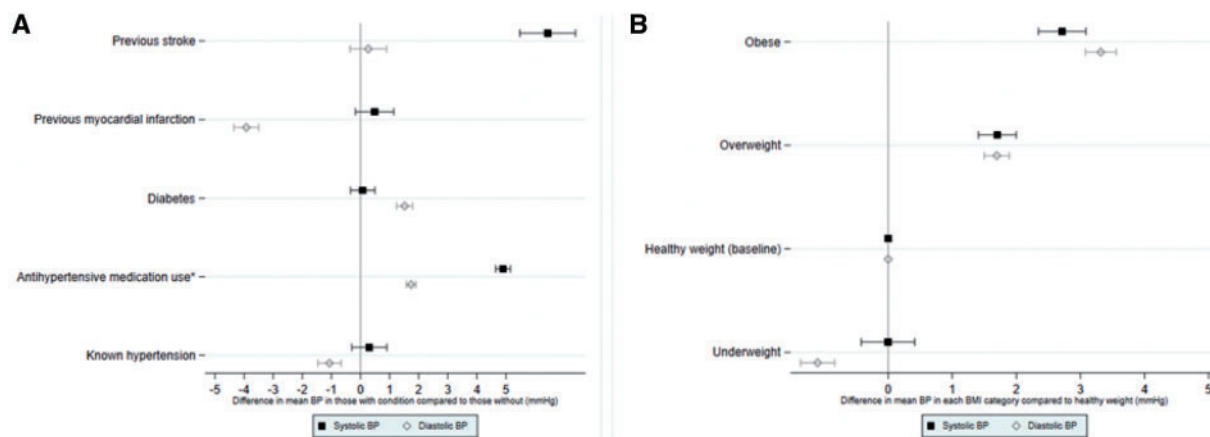 A
Previous stroke
Previous myocardial infarction
Diabetes
Antihypertensive medication use*
Known hypertension
-5 -4 -3 -2 -1 0 1 2 3 4 5
Difference in mean BP in those with condition compared to those without (mmHg)
Systolic BP Diastolic BP
B
Obese
Overweight
Healthy weight (baseline)
Underweight
0 1 2 3 4 5
Difference in mean BP in each BMI category compared to healthy weight (mmHg)
Systolic BP Diastolic BP